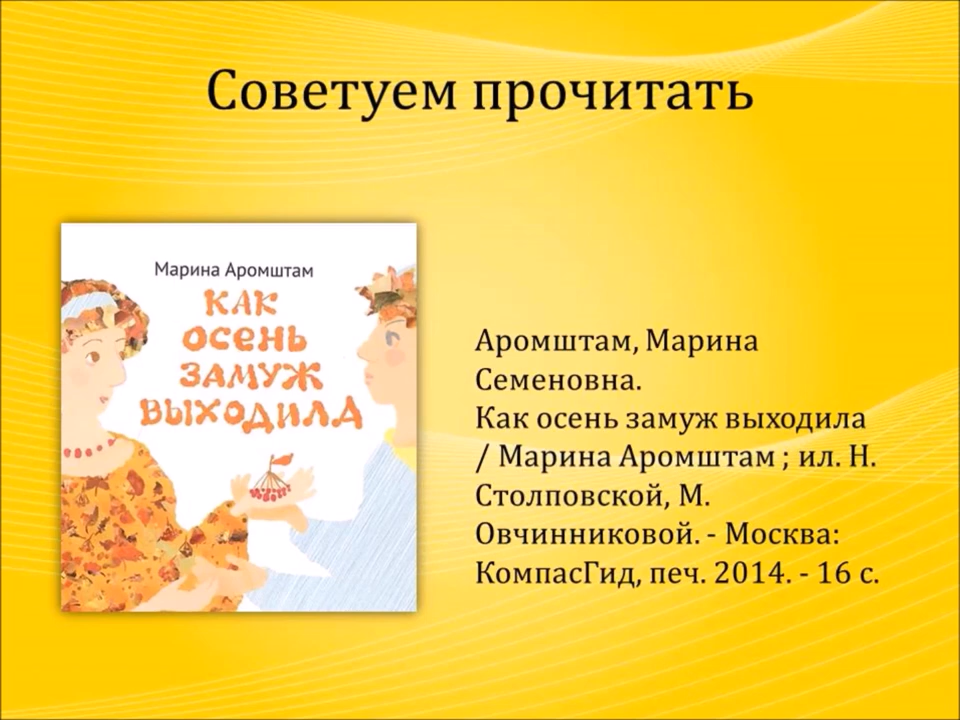 Советуем прочитать
Марина Аромштам
КАК
ОСЕНЬ
ЗАМУЖ
ВЫХОДИЛА
Аромштам, Марина
Семеновна.
Как осень замуж выходила
/ Марина Аромштам ; ил. Н.
Столповской, М.
Овчинниковой. - Москва:
КомпасГид, печ. 2014. - 16 с.